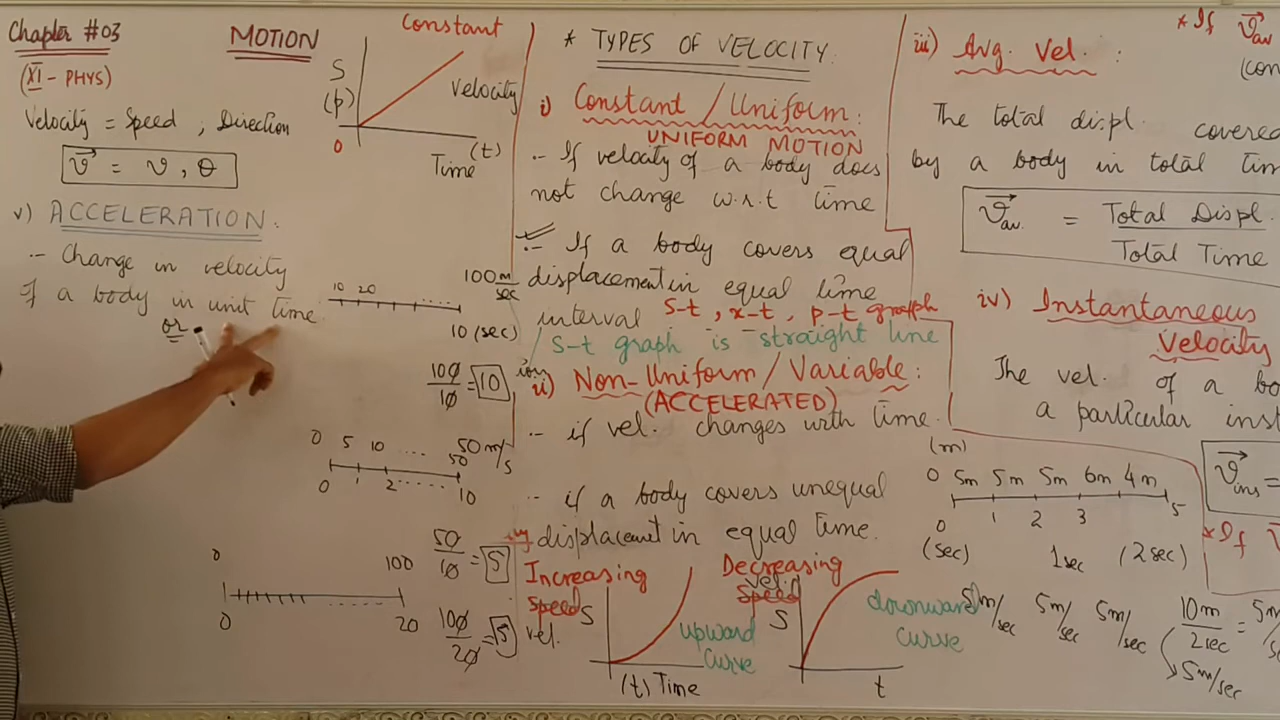 Chapter #03
MOTION
(XI - PHYS)
Velocity = Speed , Direction
v⃗ = v , θ
Constant
S
(p)
Velocity
0
(t)
Time
v) ACCELERATION:
.- Change in velocity
of a body in unit time.
or
10 20
100 m/sec
10 (sec)
100/10 = 10
0 5 10 .... 50 m/s
50
0 1 2 ...... 10
50/10 = 5
0 100
0 20
100/20 = 5
* TYPES OF VELOCITY:
i) Constant / Uniform:
UNIFORM MOTION
.- If velocity of a body does
not change w.r.t time
.- If a body covers equal
displacement in equal time
interval
S-t , x-t , p-t graph
S-t graph is straight line
ii) Non-Uniform / Variable:
(ACCELERATED)
.- if vel. changes with time.
.- if a body covers unequal
displacement in equal time.
Increasing
Speed
vel.
S
upward
curve
(t) Time
Decreasing
vel.
Speed
S
downward
curve
t
* If v⃗av
(con
iii) Avg. Vel. :
The total displ. covered
by a body in total tim
v⃗av. = Total Displ.
Total Time
iv) Instantaneous
Velocity
The vel. of a bo
a particular inst
v⃗ins =
* If
(m)
0 5m 5m 5m 6m 4m
0 1 2 3 5
(sec) 1sec (2sec)
5m/sec 5m/sec 5m/sec 10m/2sec = 5m/s
5m/sec